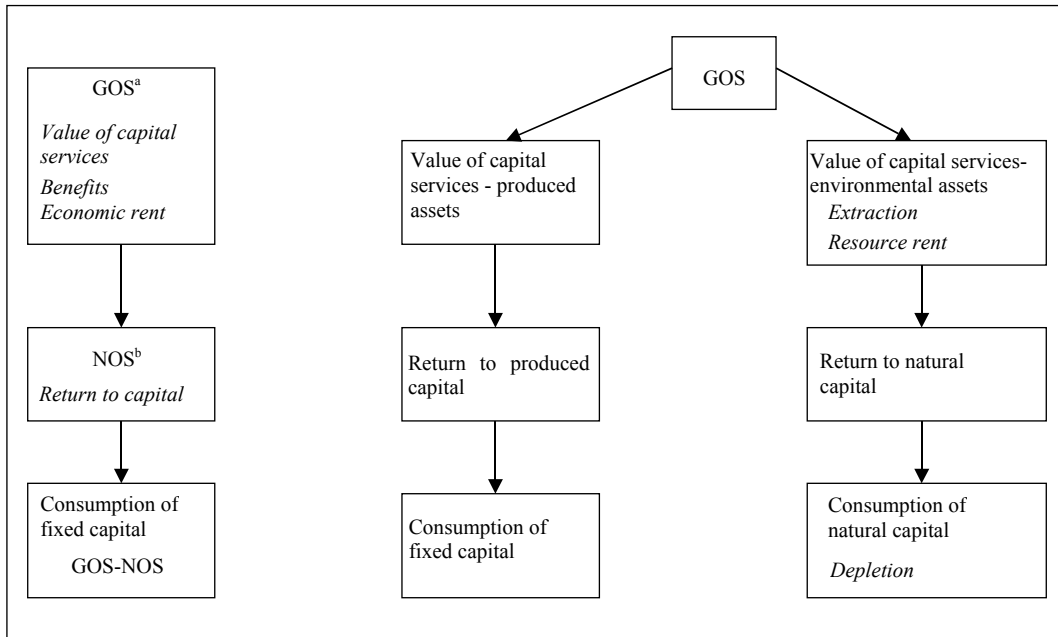 GOSᵃ
Value of capital
services
Benefits
Economic rent
NOSᵇ
Return to capital
Consumption of
fixed capital
GOS-NOS
GOS
Value of capital
services - produced
assets
Return to produced
capital
Consumption of
fixed capital
Value of capital services-
environmental assets
Extraction
Resource rent
Return to natural
capital
Consumption of
natural capital
Depletion